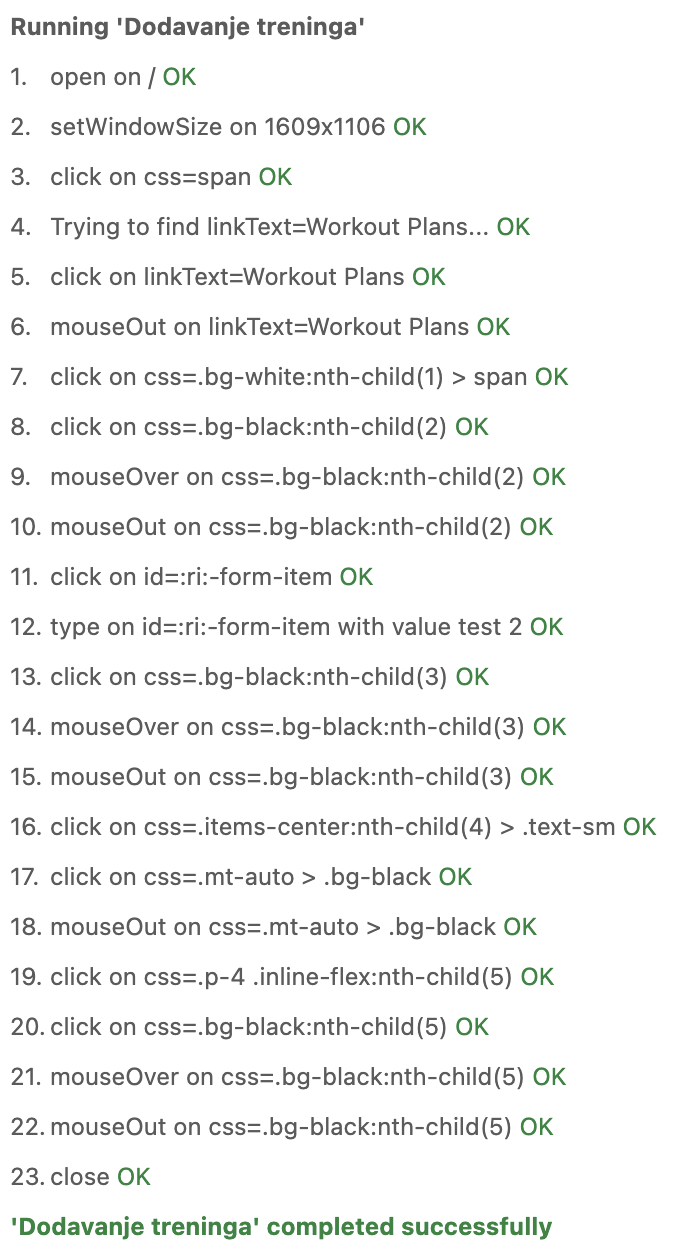 Running 'Dodavanje treninga'
1. open on / OK
2. setWindowSize on 1609x1106 OK
3. click on css=span OK
4. Trying to find linkText=Workout Plans... OK
5. click on linkText=Workout Plans OK
6. mouseOut on linkText=Workout Plans OK
7. click on css=.bg-white:nth-child(1) > span OK
8. click on css=.bg-black:nth-child(2) OK
9. mouseOver on css=.bg-black:nth-child(2) OK
10. mouseOut on css=.bg-black:nth-child(2) OK
11. click on id=:ri:-form-item OK
12. type on id=:ri:-form-item with value test 2 OK
13. click on css=.bg-black:nth-child(3) OK
14. mouseOver on css=.bg-black:nth-child(3) OK
15. mouseOut on css=.bg-black:nth-child(3) OK
16. click on css=.items-center:nth-child(4) > .text-sm OK
17. click on css=.mt-auto > .bg-black OK
18. mouseOut on css=.mt-auto > .bg-black OK
19. click on css=.p-4 .inline-flex:nth-child(5) OK
20. click on css=.bg-black:nth-child(5) OK
21. mouseOver on css=.bg-black:nth-child(5) OK
22. mouseOut on css=.bg-black:nth-child(5) OK
23. close OK
'Dodavanje treninga' completed successfully